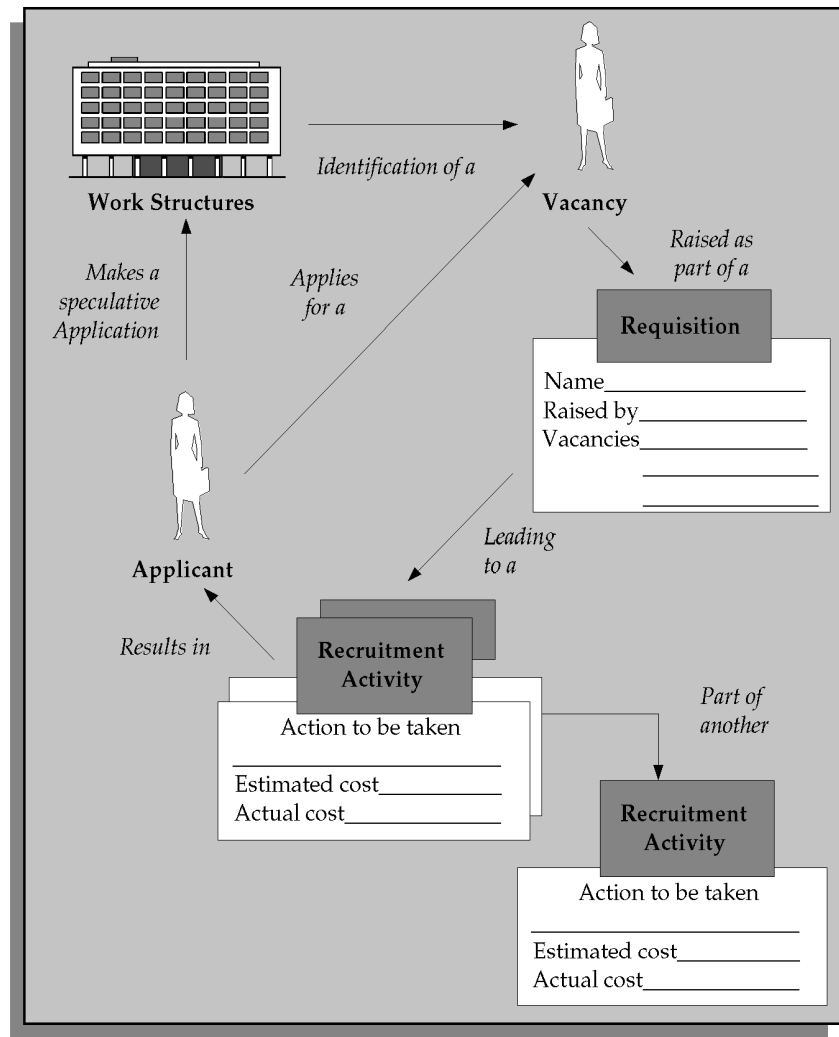 Identification of a
Work Structures
Vacancy
Makes a
speculative
Application
Applies
for a
Raised as
part of a
Requisition
Name
Raised by
Vacancies
Leading
to a
Applicant
Results in
Recruitment
Activity
Action to be taken
Estimated cost
Actual cost
Part of
another
Recruitment
Activity
Action to be taken
Estimated cost
Actual cost